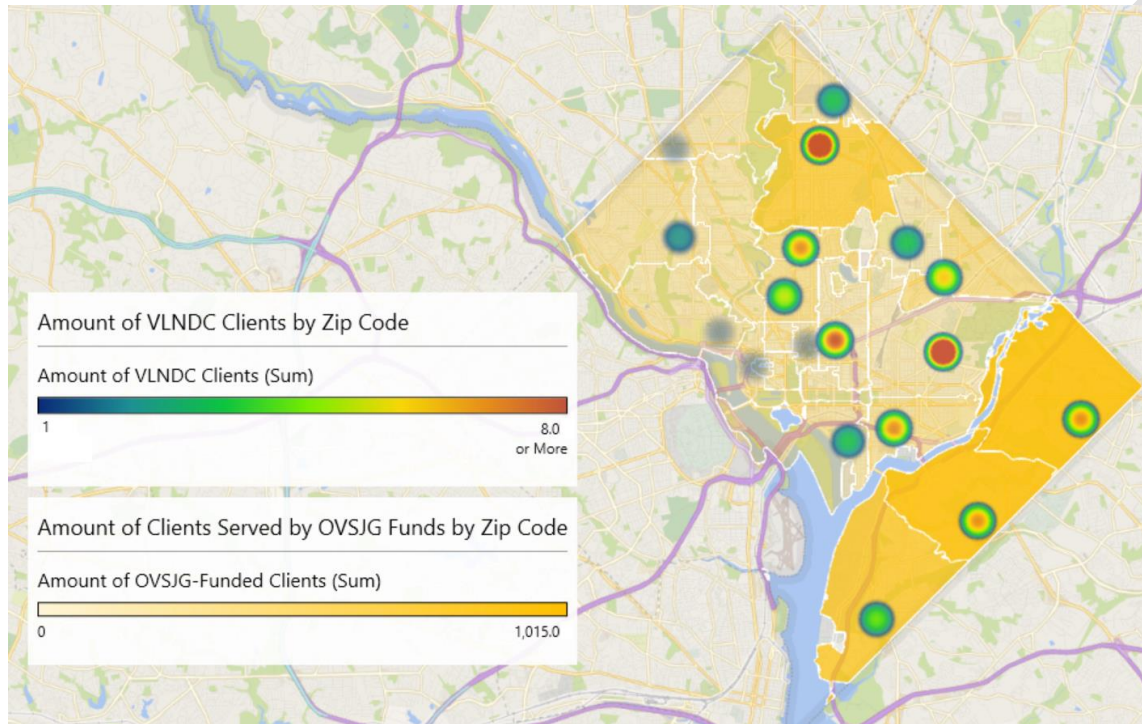 Amount of VLNDC Clients by Zip Code
Amount of VLNDC Clients (Sum)
1 8.0
or More
Amount of Clients Served by OVSJG Funds by Zip Code
Amount of OVSJG-Funded Clients (Sum)
0 1,015.0